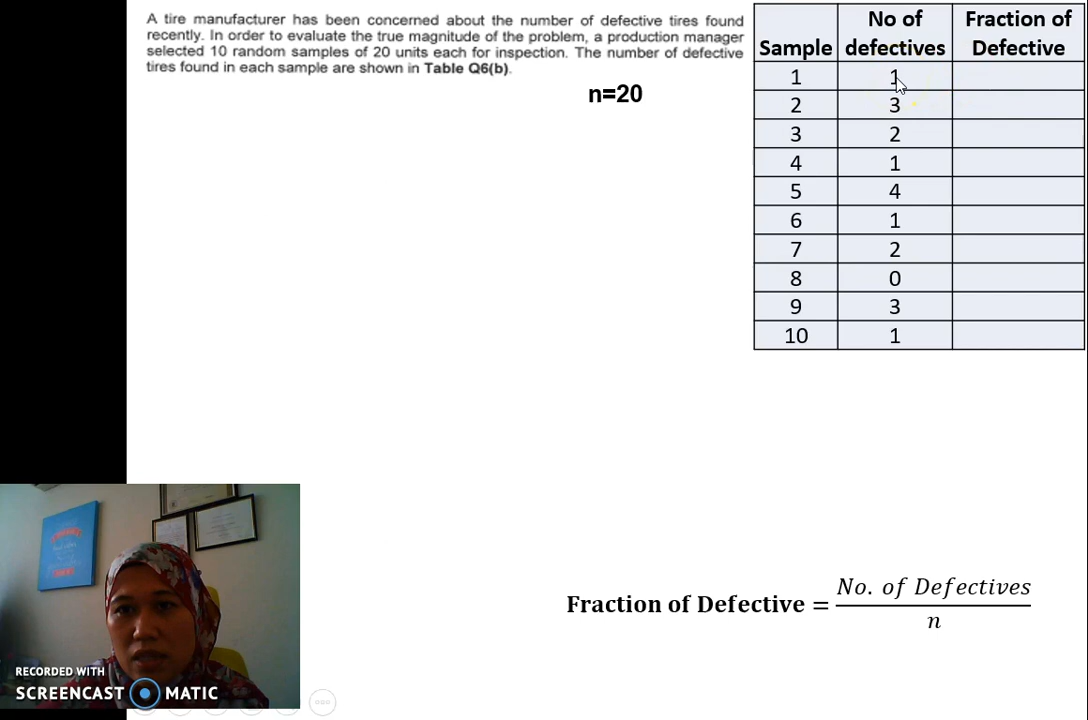 A tire manufacturer has been concerned about the number of defective tires found
recently. In order to evaluate the true magnitude of the problem, a production manager
selected 10 random samples of 20 units each for inspection. The number of defective
tires found in each sample are shown in Table Q6(b).
n=20
Sample No of defectives Fraction of Defective
1 1
2 3
3 2
4 1
5 4
6 1
7 2
8 0
9 3
10 1
Fraction of Defective = No. of Defectives / n
RECORDED WITH
SCREENCAST MATIC